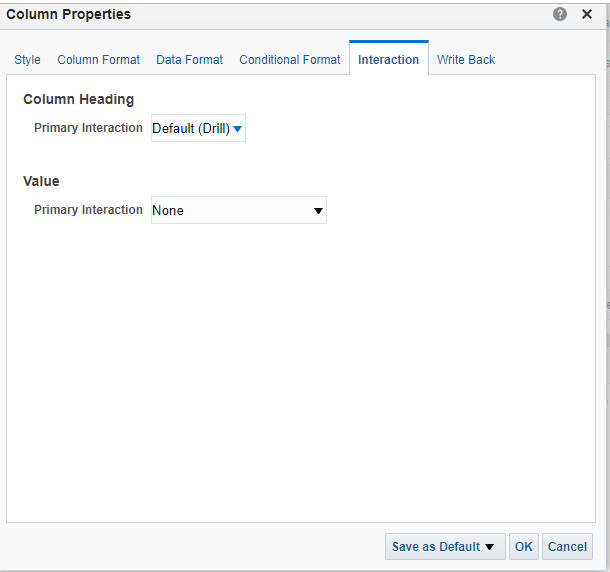 Column Properties
Style Column Format Data Format Conditional Format Interaction Write Back
Column Heading
Primary Interaction Default (Drill)
Value
Primary Interaction None
Save as Default OK Cancel